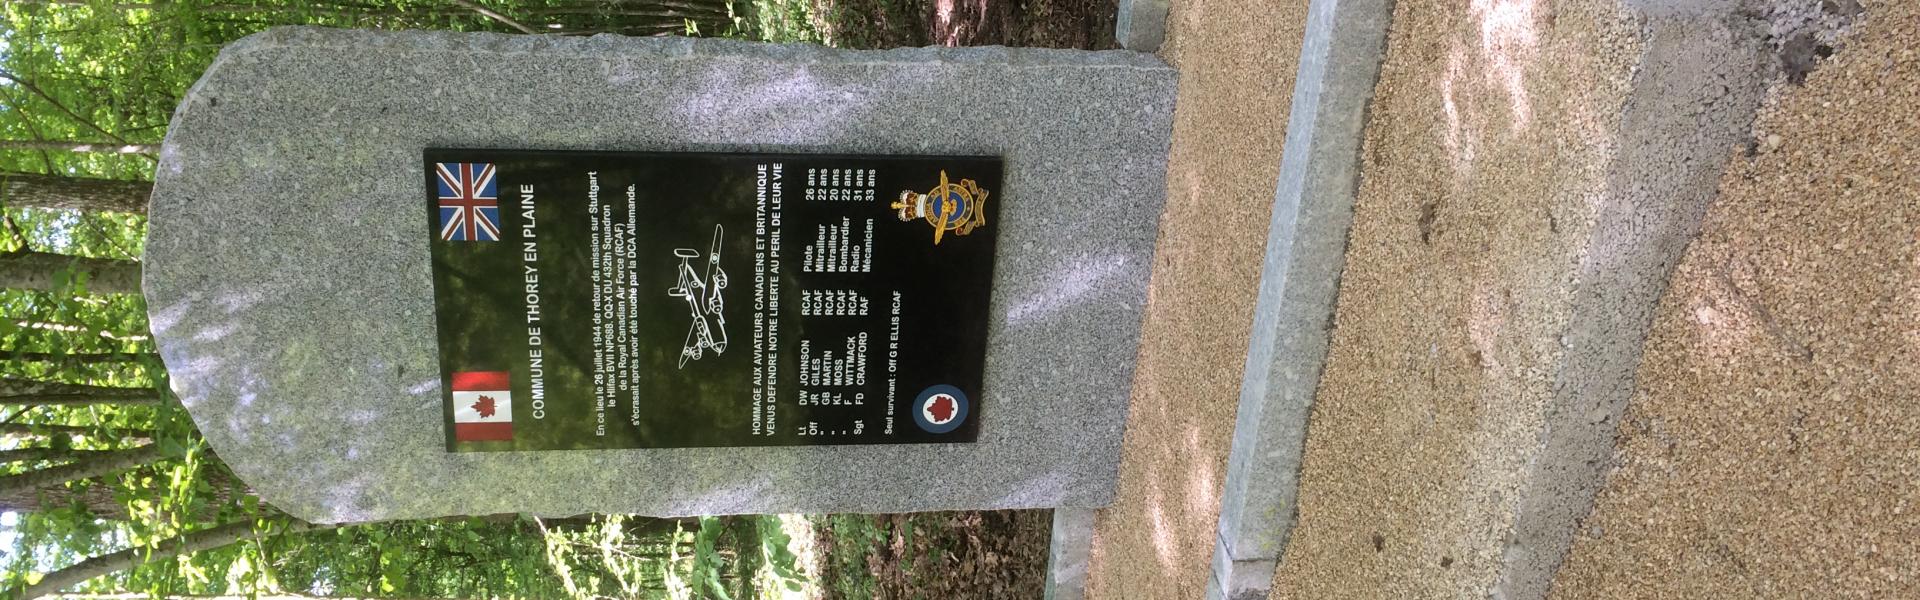 COMMUNE DE THOREY EN PLAINE
En ce lieu le 26 juillet 1944 de retour de mission sur Stuttgart
le Hlifax BVII NP688. QQ-X DU 432th Squadron
de la Royal Canadian Air Force (RCAF)
s'écrasait après avoir été touché par la DCA Allemande.
HOMMAGE AUX AVIATEURS CANADIENS ET BRITANNIQUE
VENUS DEFENDRE NOTRE LIBERTE AU PERIL DE LEUR VIE
Lt DW JOHNSON RCAF Pilote 26 ans
Off JR GILES RCAF Mitrailleur 22 ans
" GB MARTIN RCAF Mitrailleur 20 ans
" KL MOSS RCAF Bombardier 22 ans
" F WITTMACK RCAF Radio 31 ans
Sgt FD CRAWFORD RAF Mécanicien 33 ans
Seul survivant : Off G R ELLIS RCAF